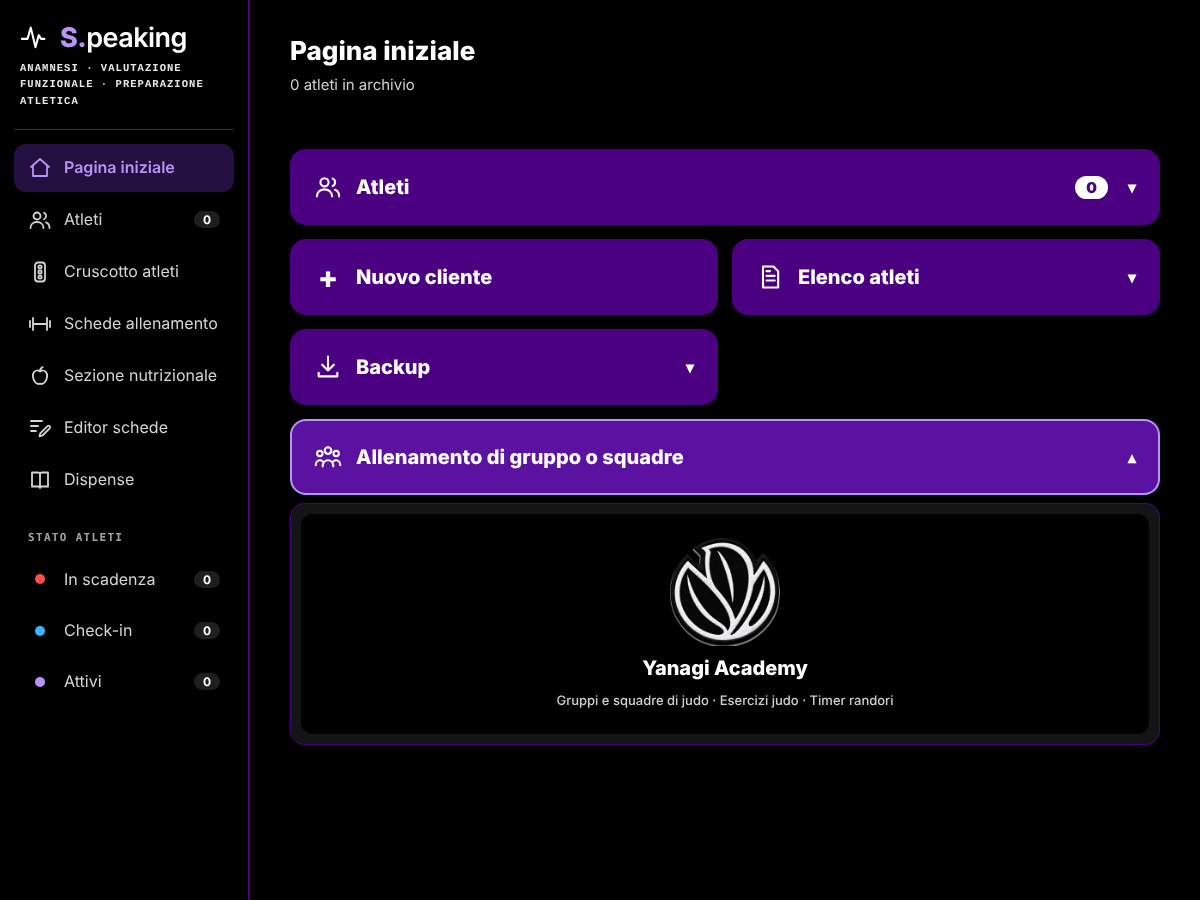 S.peaking
ANAMNESI · VALUTAZIONE
FUNZIONALE · PREPARAZIONE
ATLETICA
Pagina iniziale
Atleti 0
Cruscotto atleti
Schede allenamento
Sezione nutrizionale
Editor schede
Dispense
STATO ATLETI
In scadenza 0
Check-in 0
Attivi 0
Pagina iniziale
0 atleti in archivio
Atleti 0 ▼
+ Nuovo cliente
Elenco atleti ▼
Backup ▼
Allenamento di gruppo o squadre ▲
Yanagi Academy
Gruppi e squadre di judo · Esercizi judo · Timer randori